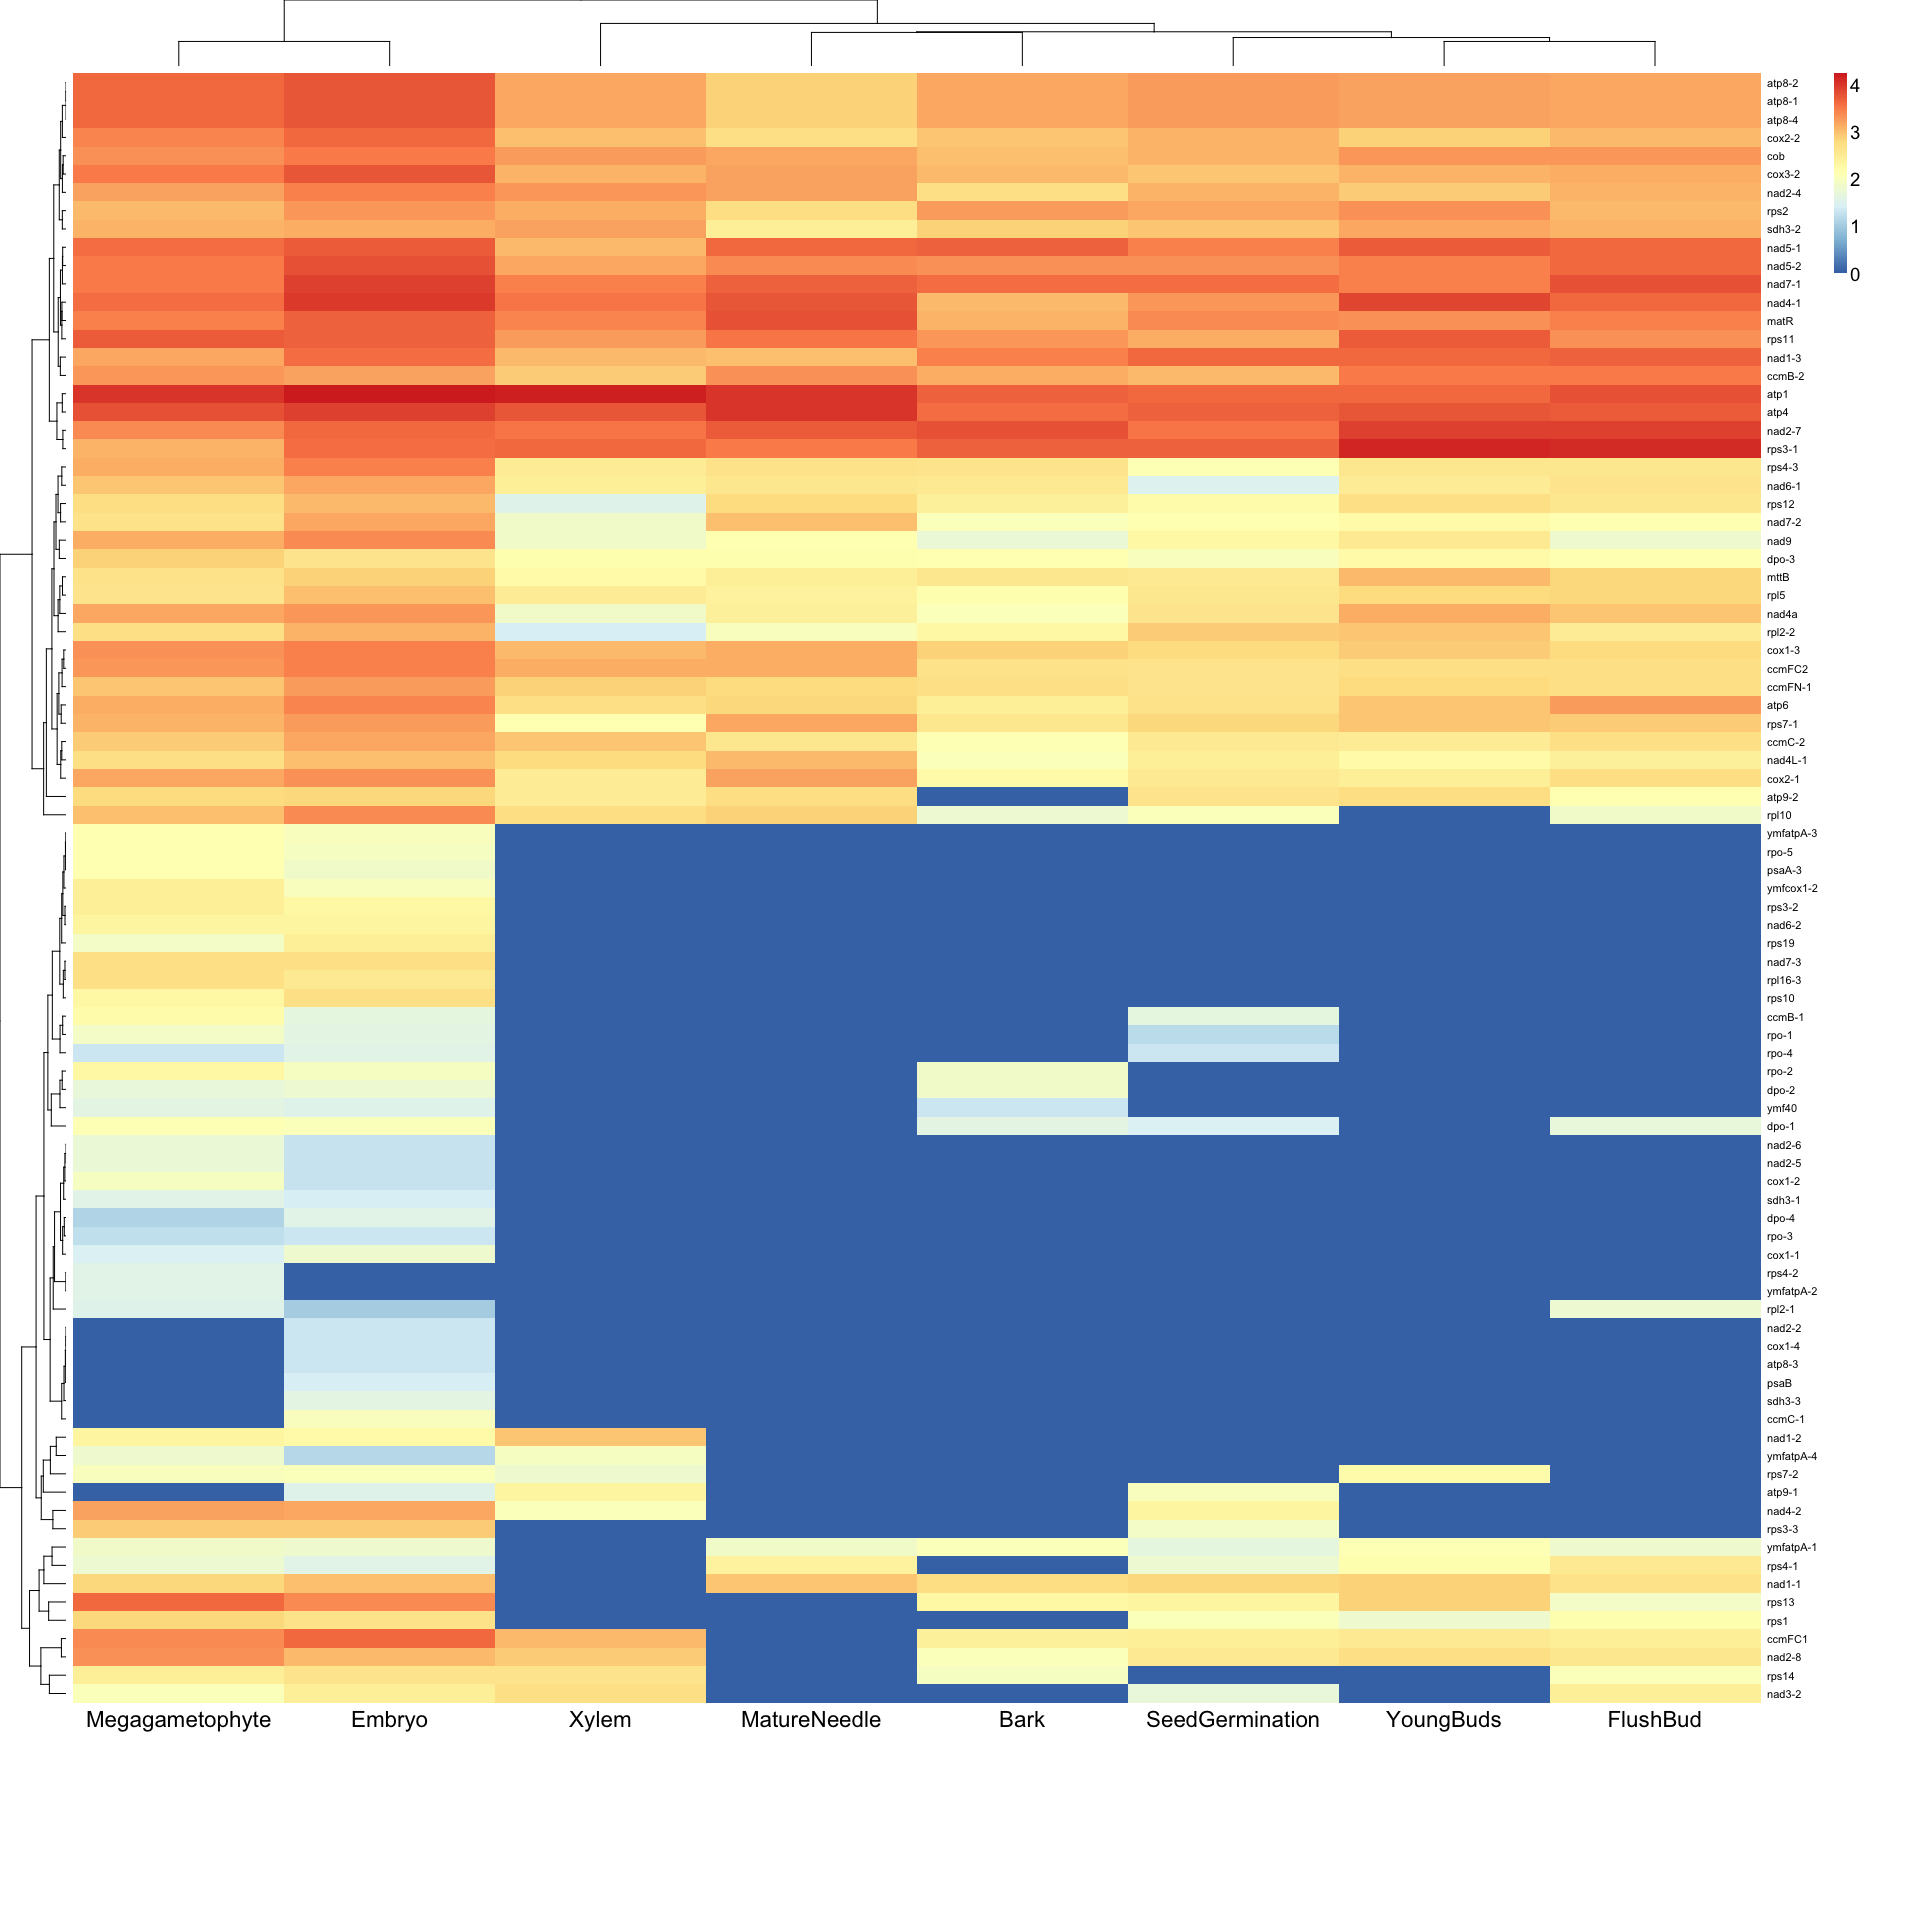 atp8-2
atp8-1
atp8-4
cox2-2
cob
cox3-2
nad2-4
rps2
sdh3-2
nad5-1
nad5-2
nad7-1
nad4-1
matR
rps11
nad1-3
ccmB-2
atp1
atp4
nad2-7
rps3-1
rps4-3
nad6-1
rps12
nad7-2
nad9
dpo-3
mttB
rpl5
nad4a
rpl2-2
cox1-3
ccmFC2
ccmFN-1
atp6
rps7-1
ccmC-2
nad4L-1
cox2-1
atp9-2
rpl10
ymfatpA-3
rpo-5
psaA-3
ymfcox1-2
rps3-2
nad6-2
rps19
nad7-3
rpl16-3
rps10
ccmB-1
rpo-1
rpo-4
rpo-2
dpo-2
ymf40
dpo-1
nad2-6
nad2-5
cox1-2
sdh3-1
dpo-4
rpo-3
cox1-1
rps4-2
ymfatpA-2
rpl2-1
nad2-2
cox1-4
atp8-3
psaB
sdh3-3
ccmC-1
nad1-2
ymfatpA-4
rps7-2
atp9-1
nad4-2
rps3-3
ymfatpA-1
rps4-1
nad1-1
rps13
rps1
ccmFC1
nad2-8
rps14
nad3-2
4
3
2
1
0
Megagametophyte Embryo Xylem MatureNeedle Bark SeedGermination YoungBuds FlushBud